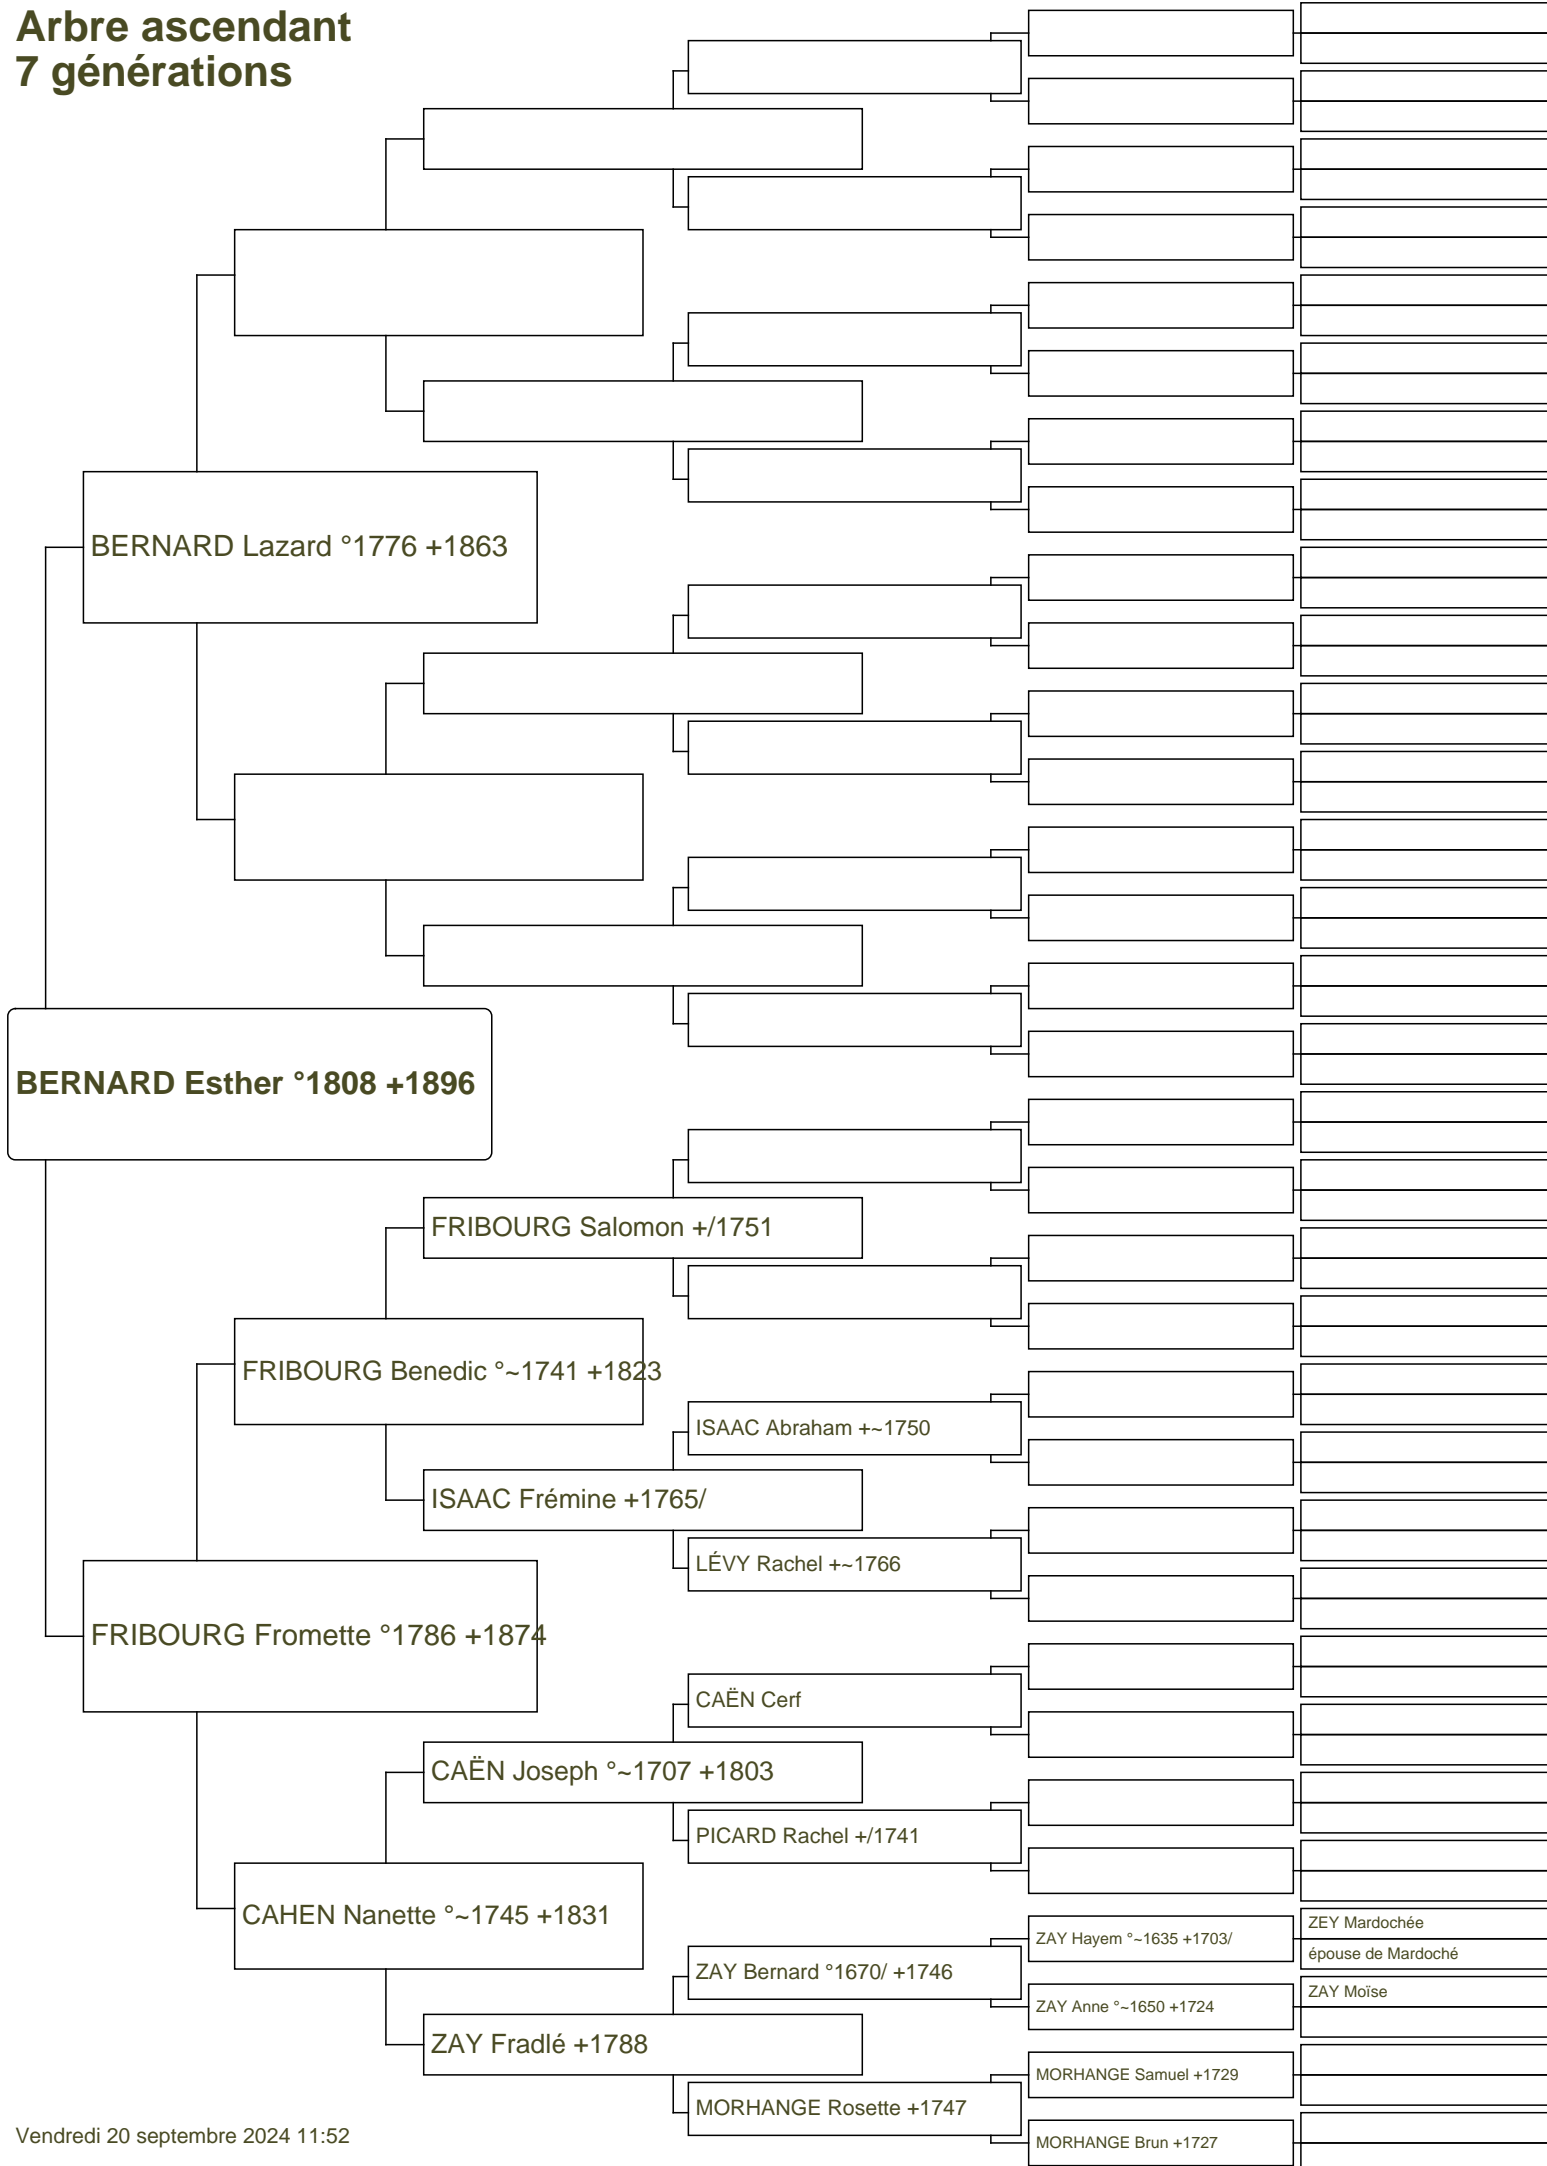 Arbre ascendant
7 générations
BERNARD Lazard °1776 +1863
BERNARD Esther °1808 +1896
FRIBOURG Salomon +/1751
FRIBOURG Benedic °~1741 +1823
ISAAC Abraham +~1750
ISAAC Frémine +1765/
LÉVY Rachel +~1766
FRIBOURG Fromette °1786 +1874
CAËN Cerf
CAËN Joseph °~1707 +1803
PICARD Rachel +/1741
CAHEN Nanette °~1745 +1831
ZEY Mardochée
ZAY Hayem °~1635 +1703/
épouse de Mardoché
ZAY Bernard °1670/ +1746
ZAY Moïse
ZAY Anne °~1650 +1724
ZAY Fradlé +1788
MORHANGE Samuel +1729
MORHANGE Rosette +1747
MORHANGE Brun +1727
Vendredi 20 septembre 2024 11:52